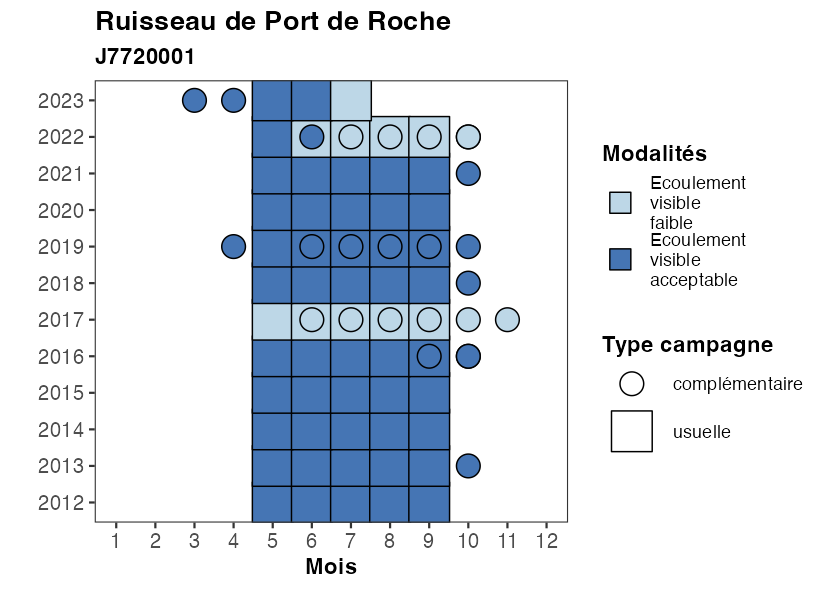 Ruisseau de Port de Roche
J7720001
2023
2022
2021
2020
2019
2018
2017
2016
2015
2014
2013
2012
1 2 3 4 5 6 7 8 9 10 11 12
Mois
Modalités
Ecoulement
visible
faible
Ecoulement
visible
acceptable
Type campagne
complémentaire
usuelle